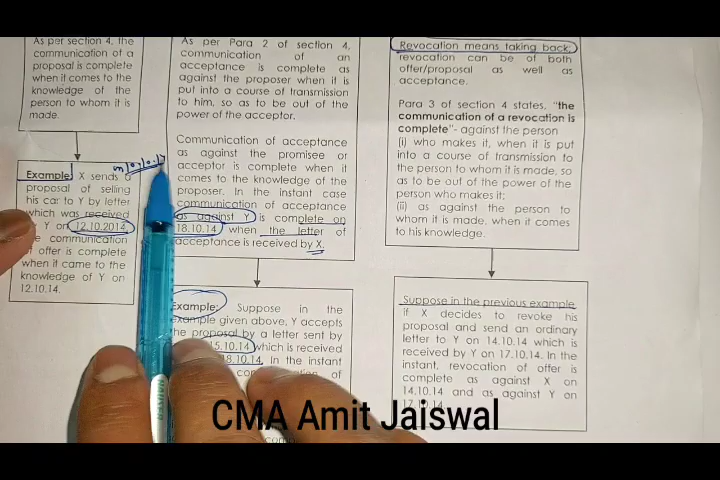 As per section 4, the
communication of a
proposal is complete
when it comes to the
knowledge of the
person to whom it is
made.
Example: X sends a
proposal of selling
his car to Y by letter
which was received
Y on 12.10.2014,
communication
of offer is complete
when it came to the
knowledge of Y on
12.10.14.
As per Para 2 of section 4,
communication of an
acceptance is complete as
against the proposer when it is
put into a course of transmission
to him, so as to be out of the
power of the acceptor.
Communication of acceptance
as against the promisee or
acceptor is complete when it
comes to the knowledge of the
proposer. In the instant case
communication of acceptance
as against Y is complete on
18.10.14 when the letter of
acceptance is received by X.
Example: Suppose in the
example given above, Y accepts
the proposal by a letter sent by
15.10.14 which is received
18.10.14. In the instant
of
Revocation means taking back,
revocation can be of both
offer/proposal as well as
acceptance.
Para 3 of section 4 states, "the
communication of a revocation is
complete"- against the person
(i) who makes it, when it is put
into a course of transmission to
the person to whom it is made, so
as to be out of the power of the
person who makes it;
(ii) as against the person to
whom it is made, when it comes
to his knowledge.
Suppose in the previous example
if X decides to revoke his
proposal and send an ordinary
letter to Y on 14.10.14 which is
received by Y on 17.10.14. In the
instant, revocation of offer is
complete as against X on
14.10.14 and as against Y on
17.10.14
CMA Amit Jaiswal